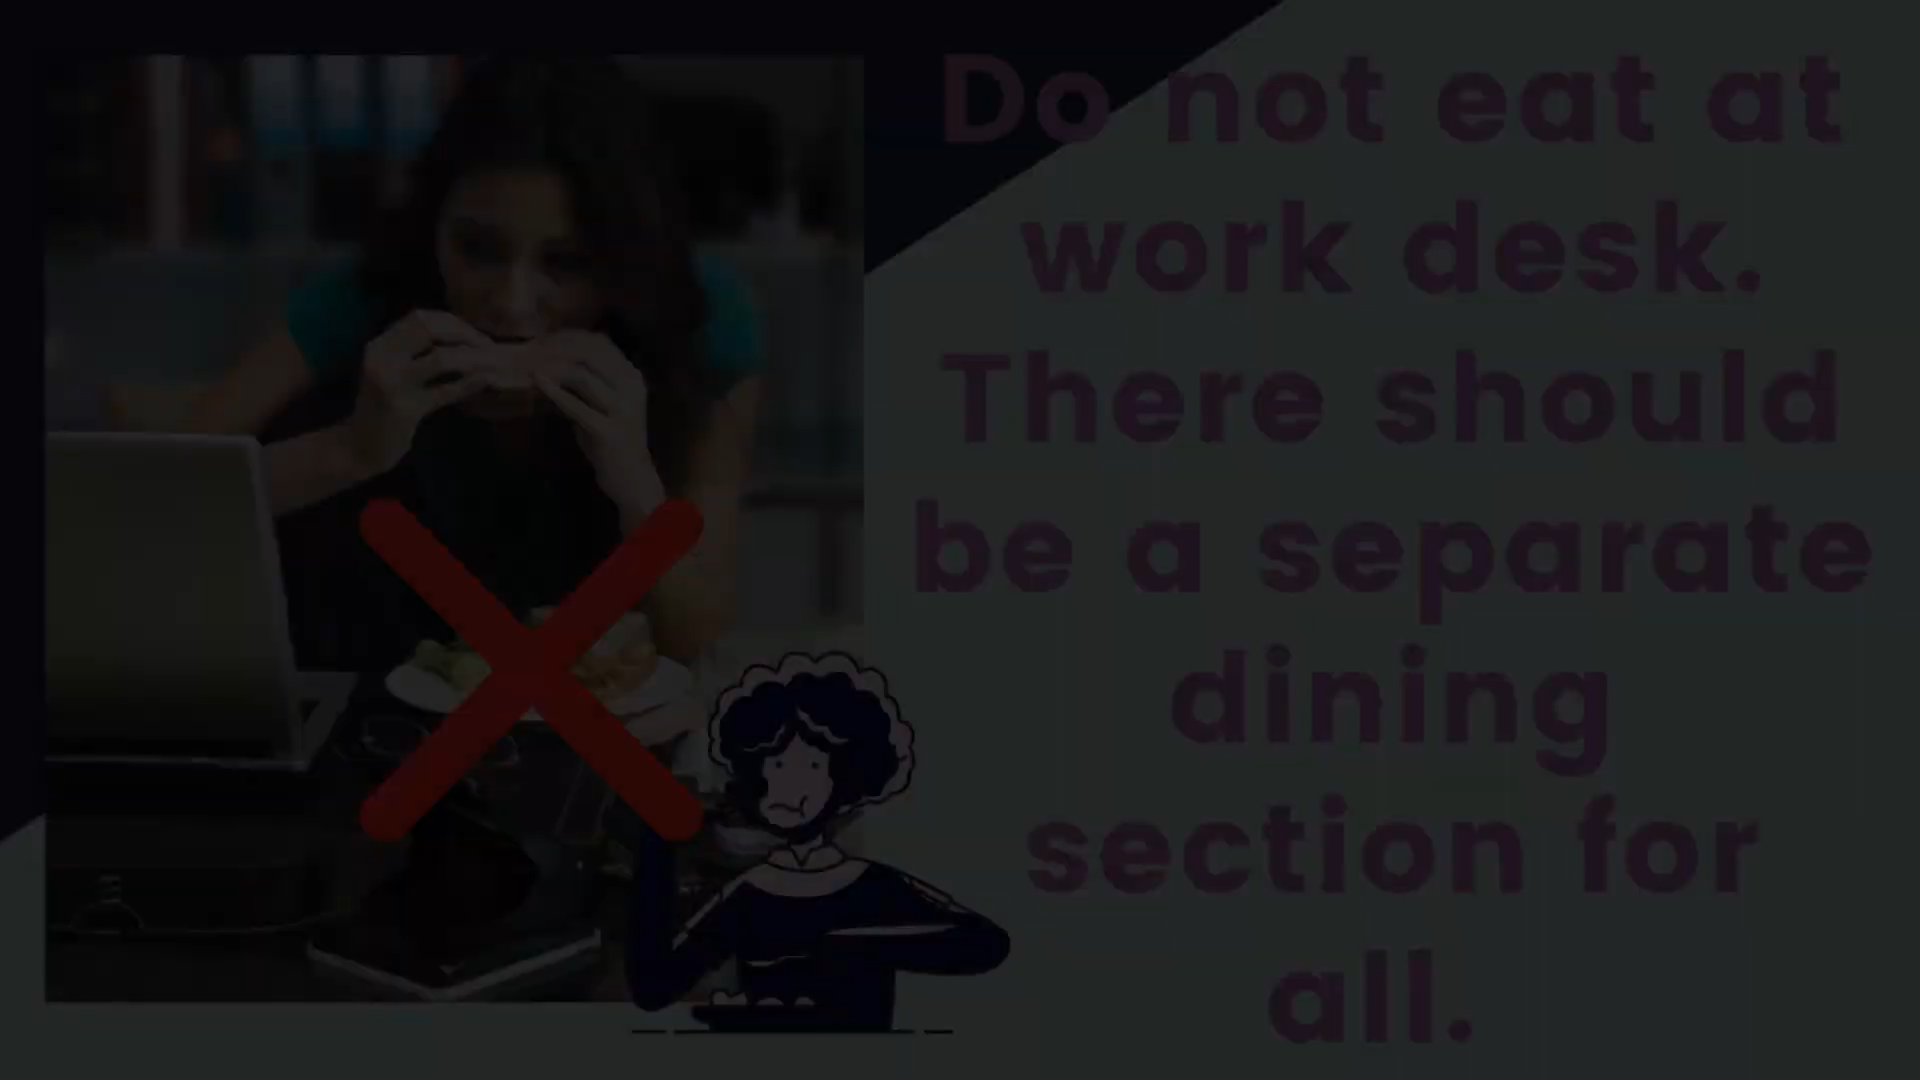 Do not eat at
work desk.
There should
be a separate
dining
section for
all.